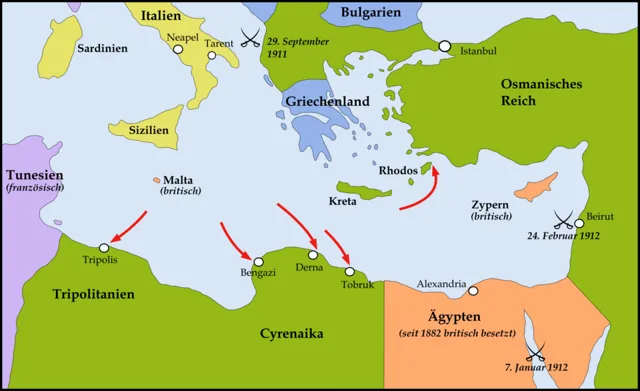 Italien
Bulgarien
Neapel
Tarent
29. September
1911
Sardinien
Istanbul
Osmanisches
Reich
Griechenland
Sizilien
Tunesien
(französisch)
Malta
(britisch)
Rhodos
Kreta
Zypern
(britisch)
Beirut
24. Februar 1912
Tripolis
Bengazi
Derna
Tobruk
Alexandria
Tripolitanien
Cyrenaika
Ägypten
(seit 1882 britisch besetzt)
7. Januar 1912